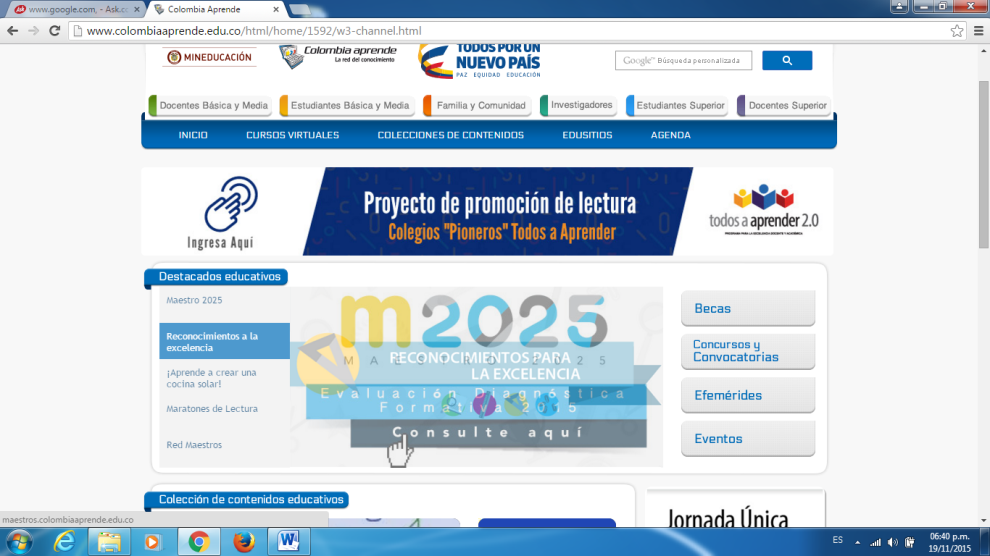 www.google.com, - Ask.co
Colombia Aprende
www.colombiaaprende.edu.co/html/home/1592/w3-channel.html
MINEDUCACIÓN
Colombia aprende
La red del conocimiento
TODOS POR UN
NUEVO PAÍS
PAZ EQUIDAD EDUCACIÓN
Google™ Búsqueda personalizada
Docentes Básica y Media
Estudiantes Básica y Media
Familia y Comunidad
Investigadores
Estudiantes Superior
Docentes Superior
INICIO
CURSOS VIRTUALES
COLECCIONES DE CONTENIDOS
EDUSITIOS
AGENDA
Ingresa Aquí
Proyecto de promoción de lectura
Colegios "Pioneros" Todos a Aprender
todos a aprender 2.0
Destacados educativos
Maestro 2025
Reconocimientos a la
excelencia
¡Aprende a crear una
cocina solar!
Maratones de Lectura
Red Maestros
m2025
MAESTRO 2025
RECONOCIMIENTOS PARA
LA EXCELENCIA
Evaluación Diagnóstica
Formativa 2015
Consulte aquí
Becas
Concursos y
Convocatorias
Efemérides
Eventos
Colección de contenidos educativos
Jornada Única
maestros.colombiaaprende.edu.co
ES
06:40 p.m.
19/11/2015